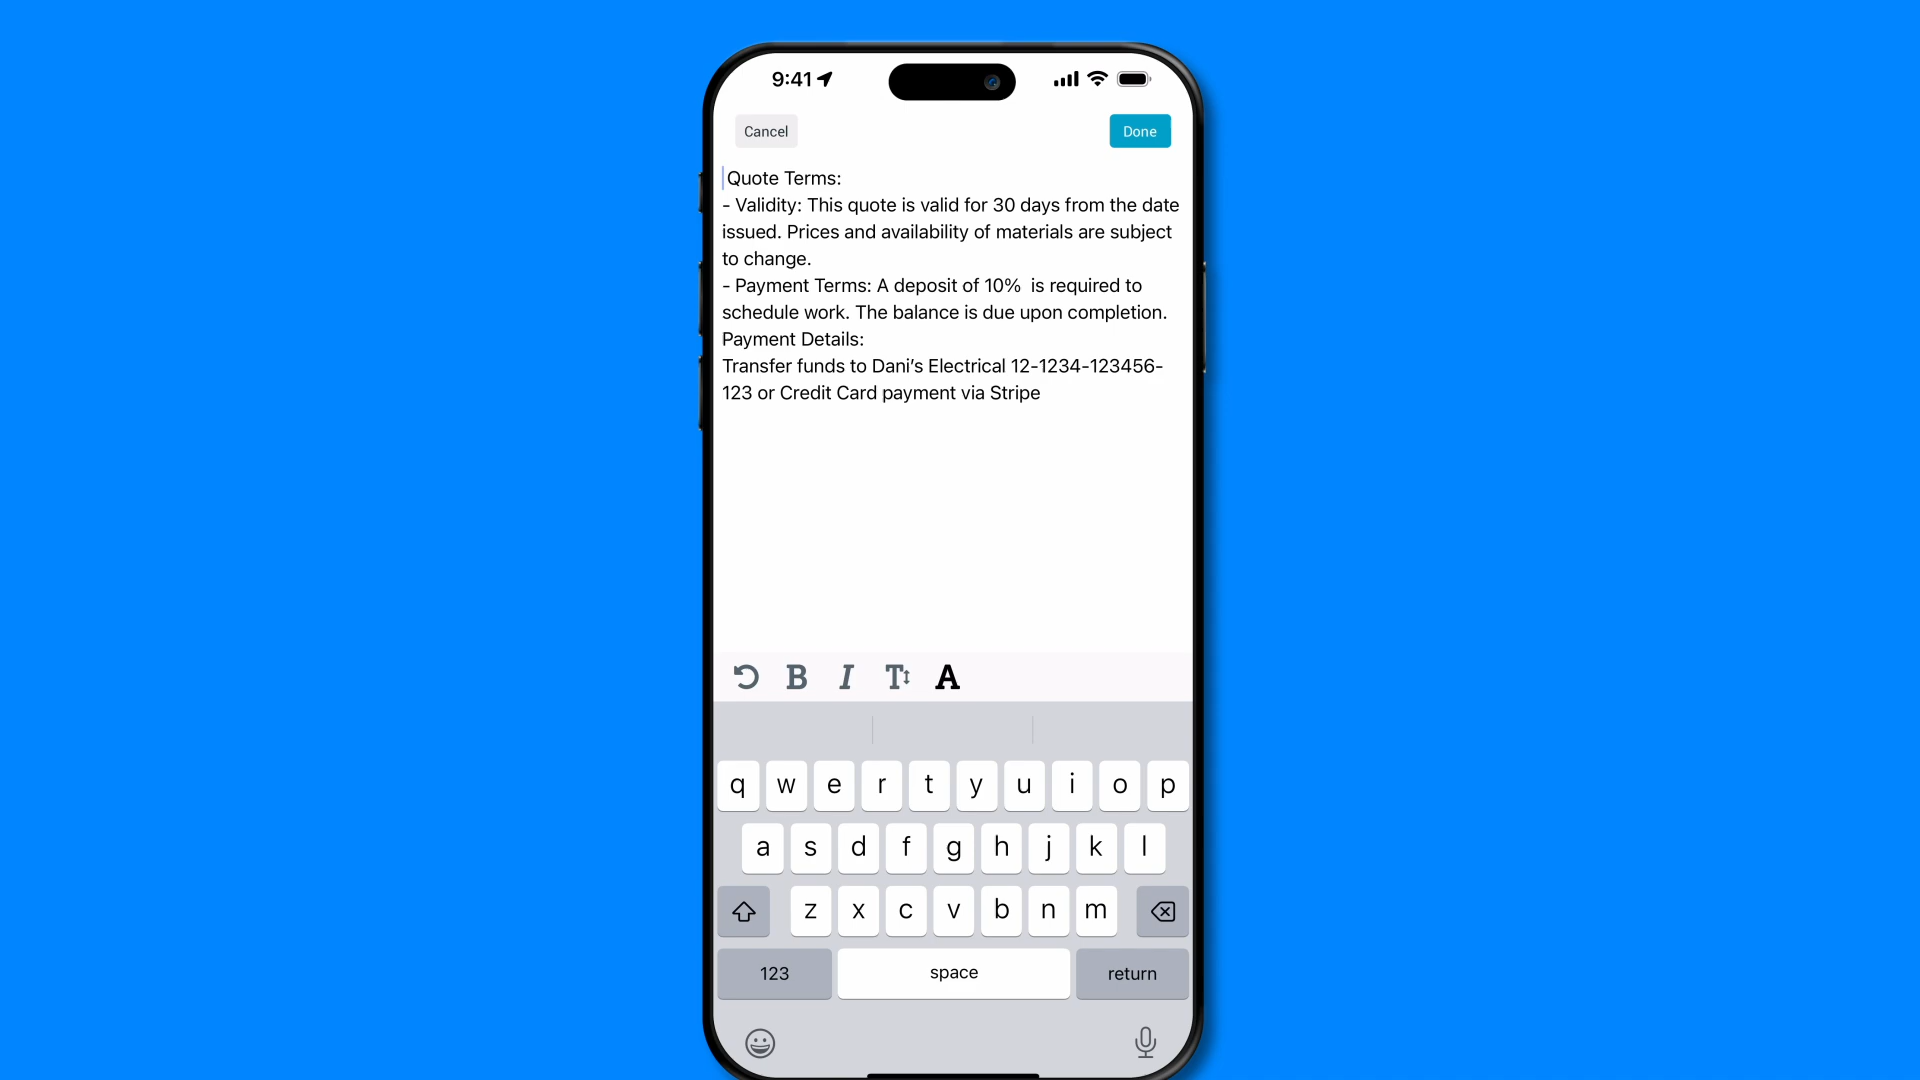 9:41
Cancel
Done
Quote Terms:
- Validity: This quote is valid for 30 days from the date
issued. Prices and availability of materials are subject
to change.
- Payment Terms: A deposit of 10%  is required to
schedule work. The balance is due upon completion.
Payment Details:
Transfer funds to Dani’s Electrical 12-1234-123456-
123 or Credit Card payment via Stripe
B I T A
q w e r t y u i o p
a s d f g h j k l
z x c v b n m
123 space return